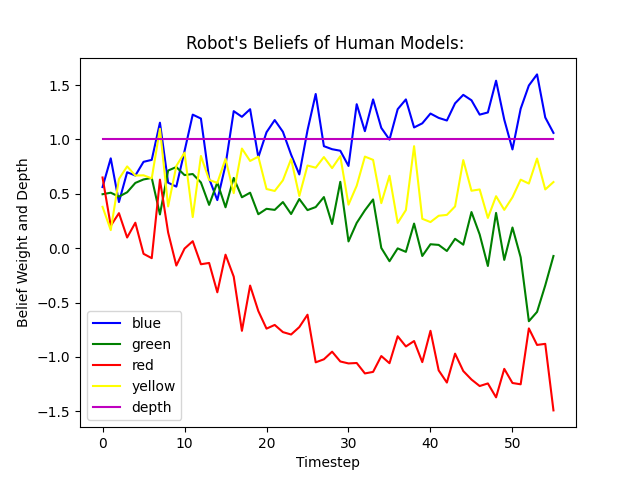 Robot's Beliefs of Human Models:
Belief Weight and Depth
1.5
1.0
0.5
0.0
−0.5
−1.0
−1.5
blue
green
red
yellow
depth
0 10 20 30 40 50
Timestep